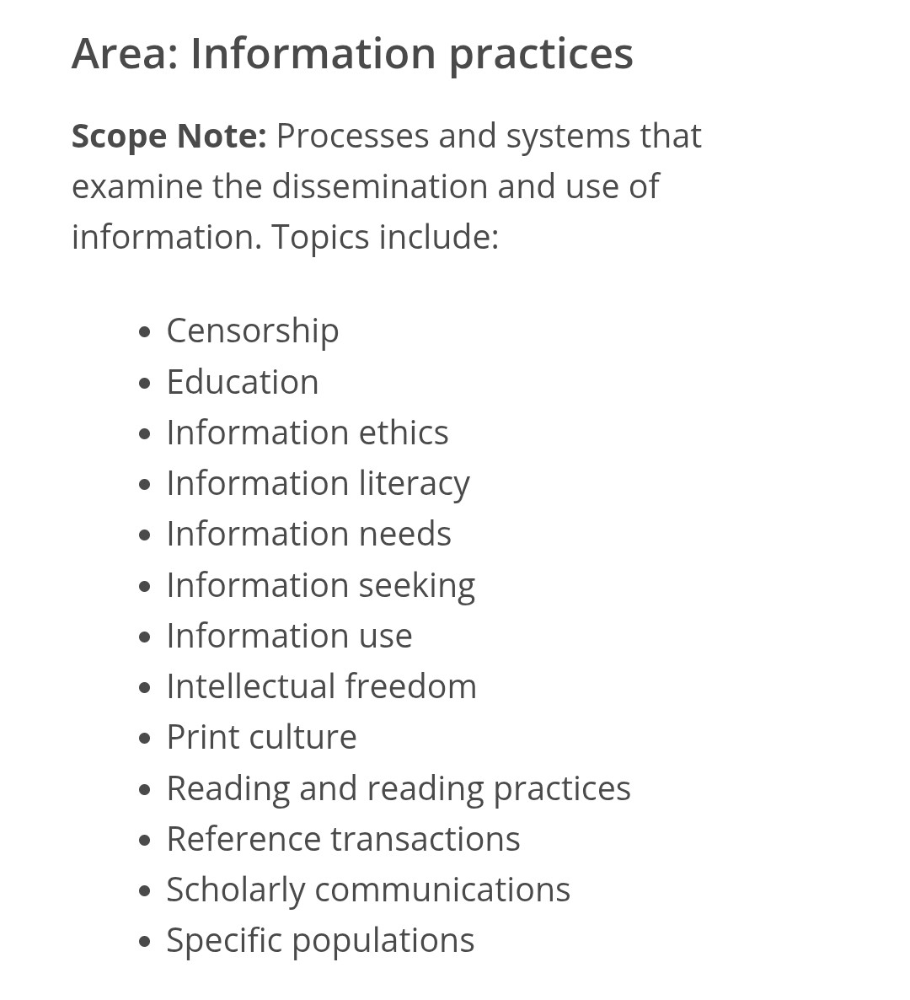 Area: Information practices
Scope Note: Processes and systems that
examine the dissemination and use of
information. Topics include:
• Censorship
• Education
• Information ethics
• Information literacy
• Information needs
• Information seeking
• Information use
• Intellectual freedom
• Print culture
• Reading and reading practices
• Reference transactions
• Scholarly communications
• Specific populations